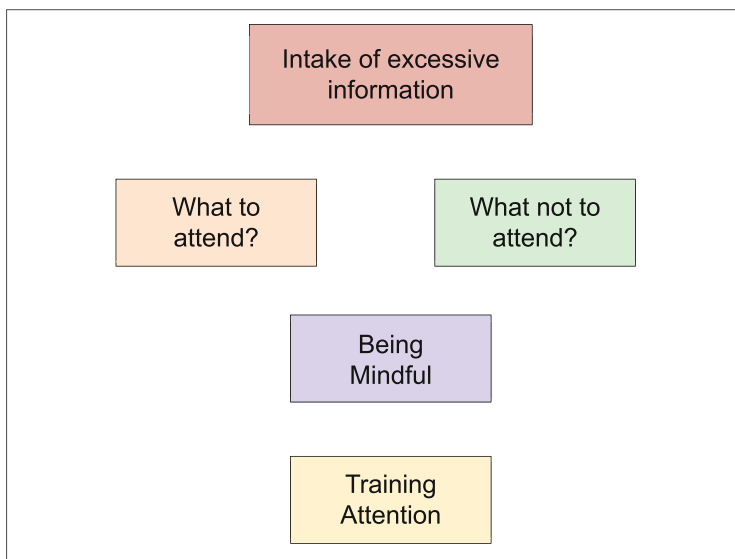 Intake of excessive
information
What to
attend?
What not to
attend?
Being
Mindful
Training
Attention